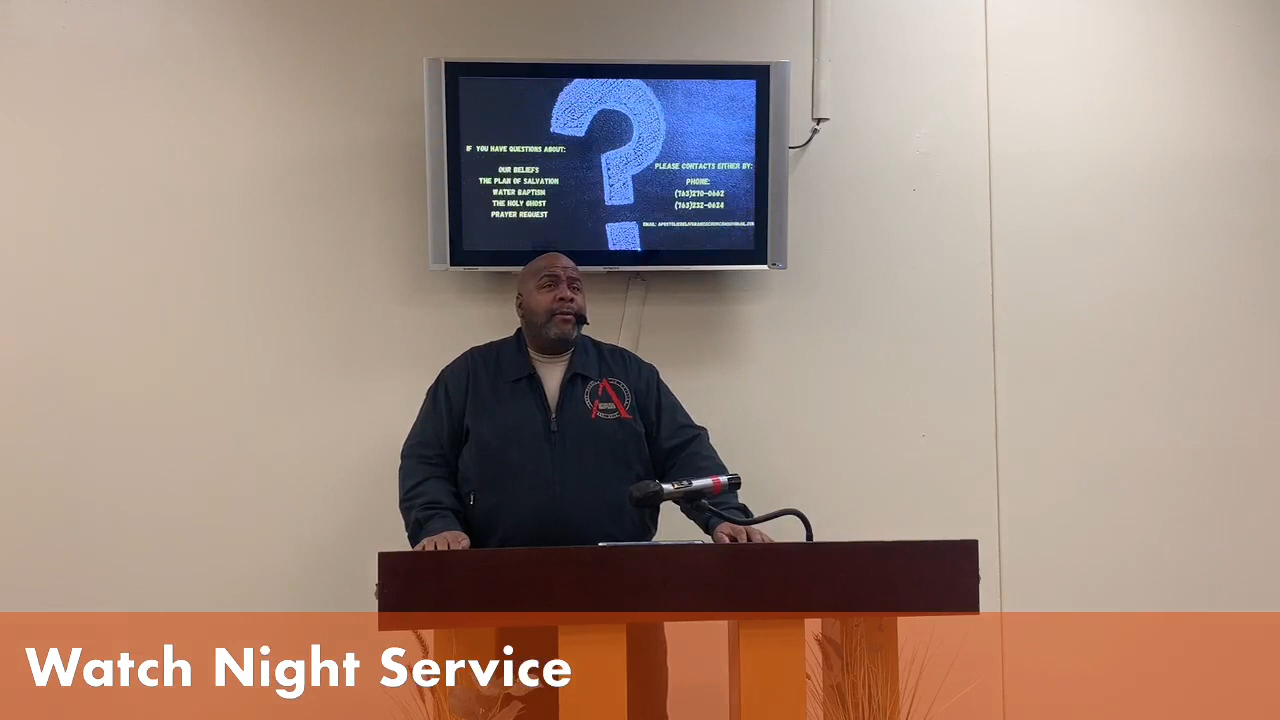 IF YOU HAVE QUESTIONS ABOUT:
OUR BELIEFS
THE PLAN OF SALVATION
WATER BAPTISM
THE HOLY GHOST
PRAYER REQUEST
PLEASE CONTACTS EITHER BY:
PHONE:
(763)270-0662
(763)232-0624
EMAIL:
A
Watch Night Service